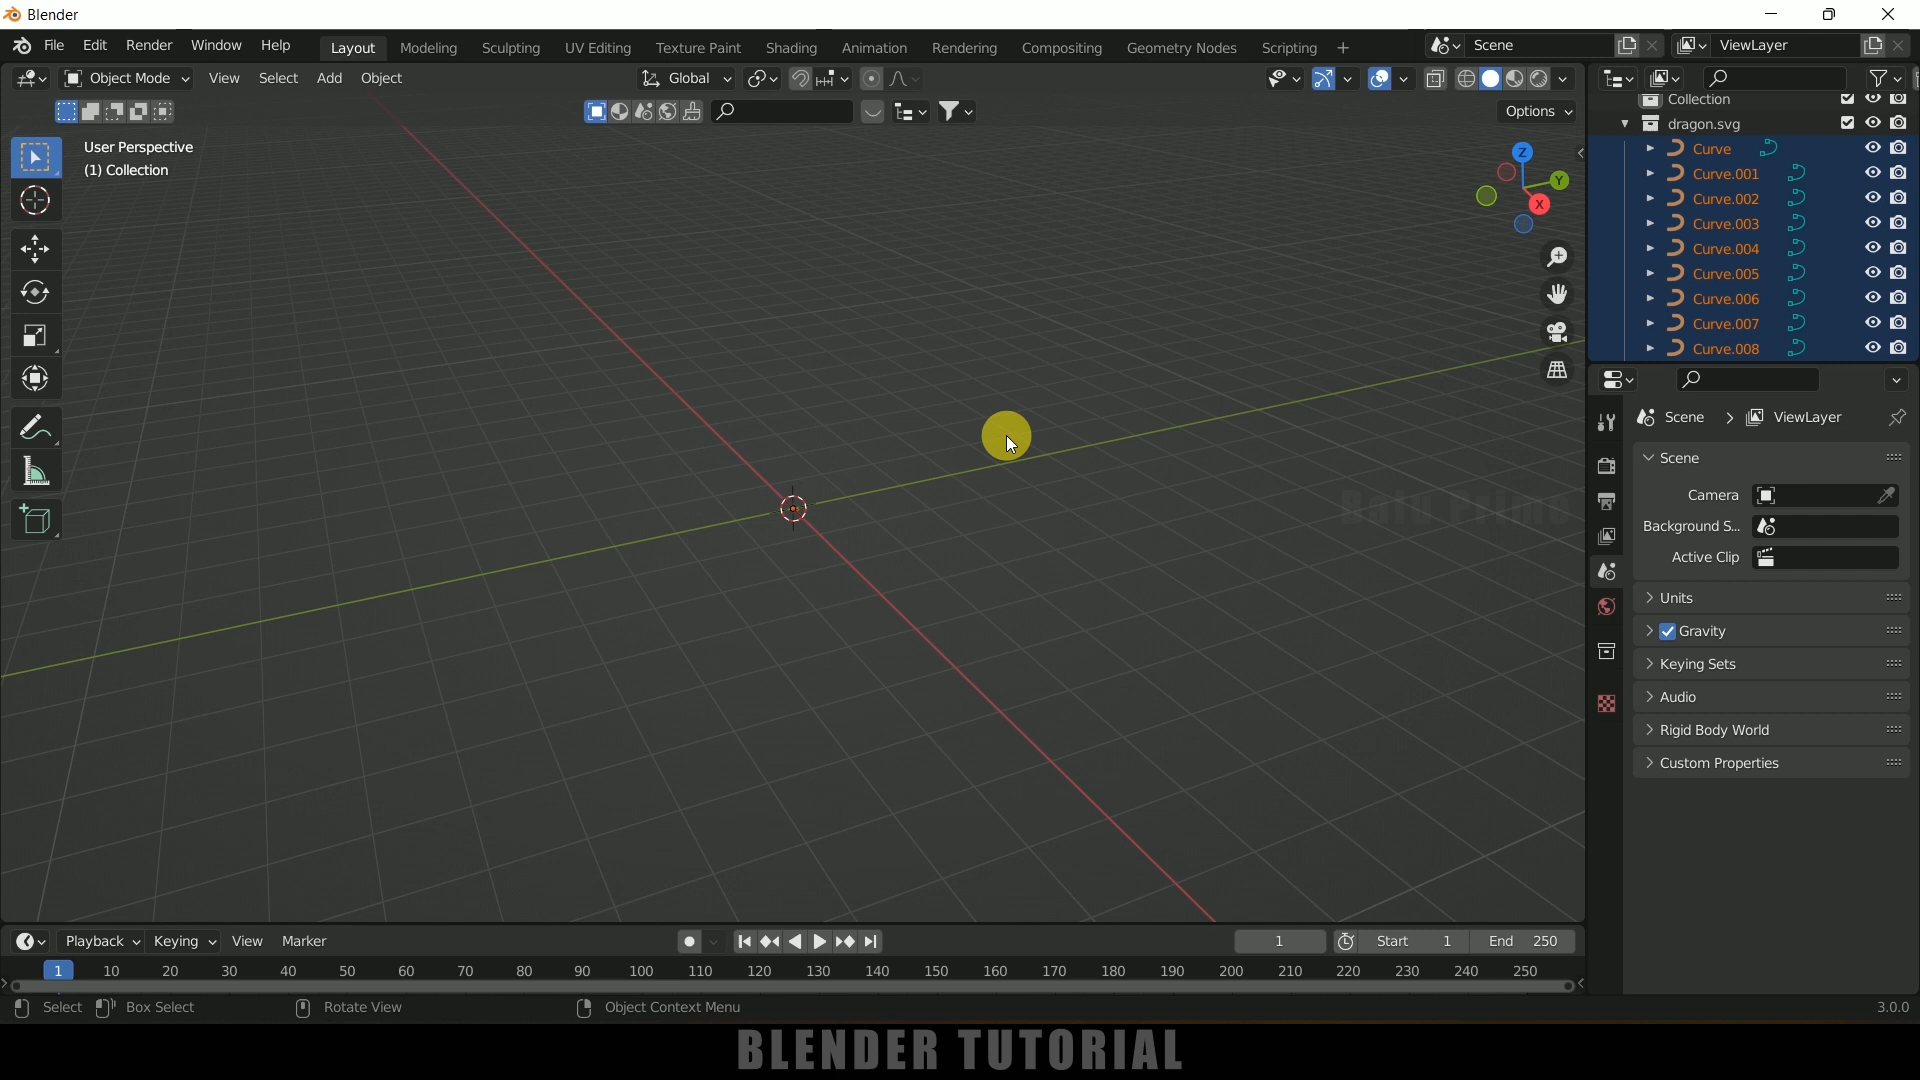 Blender
File Edit Render Window Help Layout Modeling Sculpting UV Editing Texture Paint Shading Animation Rendering Compositing Geometry Nodes Scripting + Scene ViewLayer
Object Mode View Select Add Object Global
Options
User Perspective
(1) Collection
Z
Y
X
Collection
dragon.svg
Curve
Curve.001
Curve.002
Curve.003
Curve.004
Curve.005
Curve.006
Curve.007
Curve.008
Scene > ViewLayer
Scene
Camera
Background S...
Active Clip
Units
Gravity
Keying Sets
Audio
Rigid Body World
Custom Properties
Playback Keying View Marker 1 Start 1 End 250
1 10 20 30 40 50 60 70 80 90 100 110 120 130 140 150 160 170 180 190 200 210 220 230 240 250
Select Box Select Rotate View Object Context Menu 3.0.0
BLENDER TUTORIAL